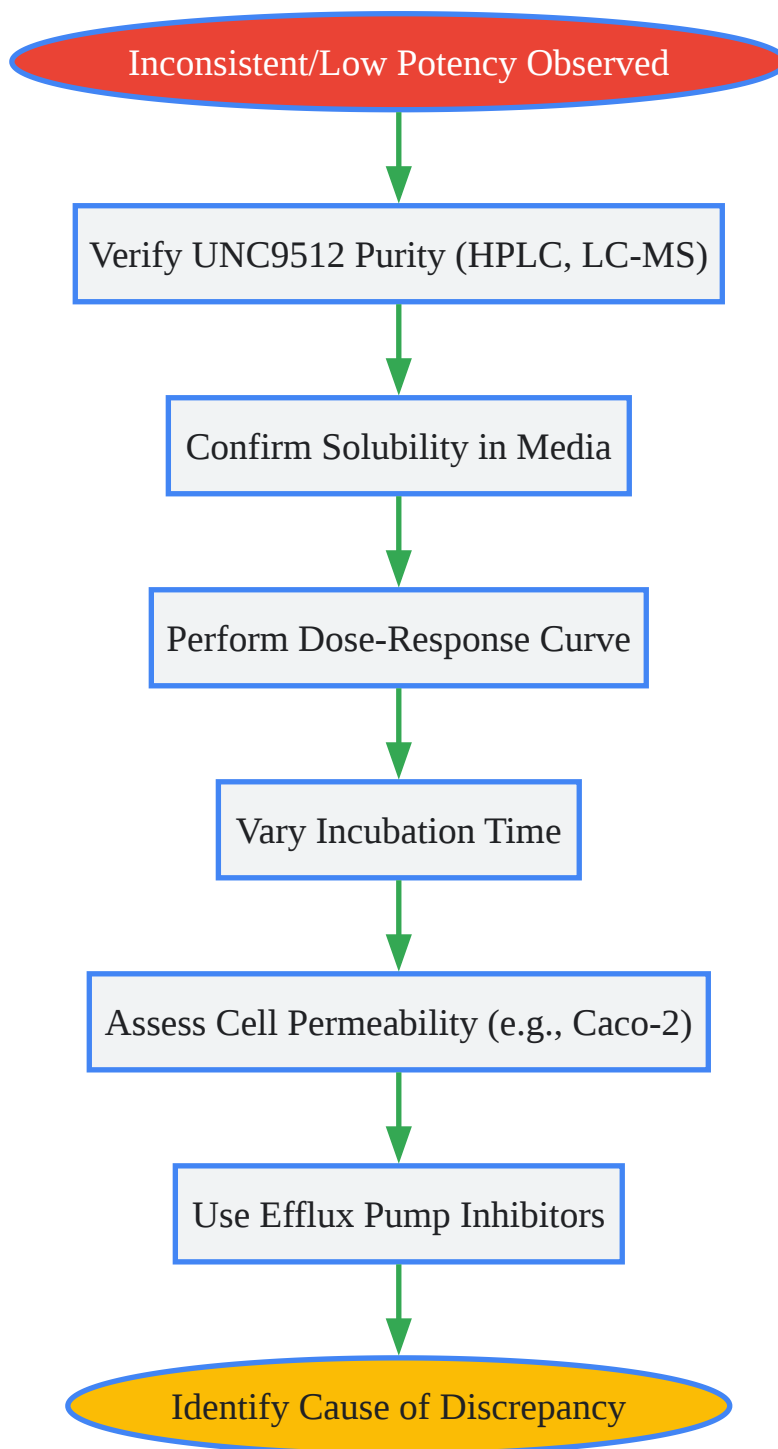 Inconsistent/Low Potency Observed
Verify UNC9512 Purity (HPLC, LC-MS)
Confirm Solubility in Media
Perform Dose-Response Curve
Vary Incubation Time
Assess Cell Permeability (e.g., Caco-2)
Use Efflux Pump Inhibitors
Identify Cause of Discrepancy